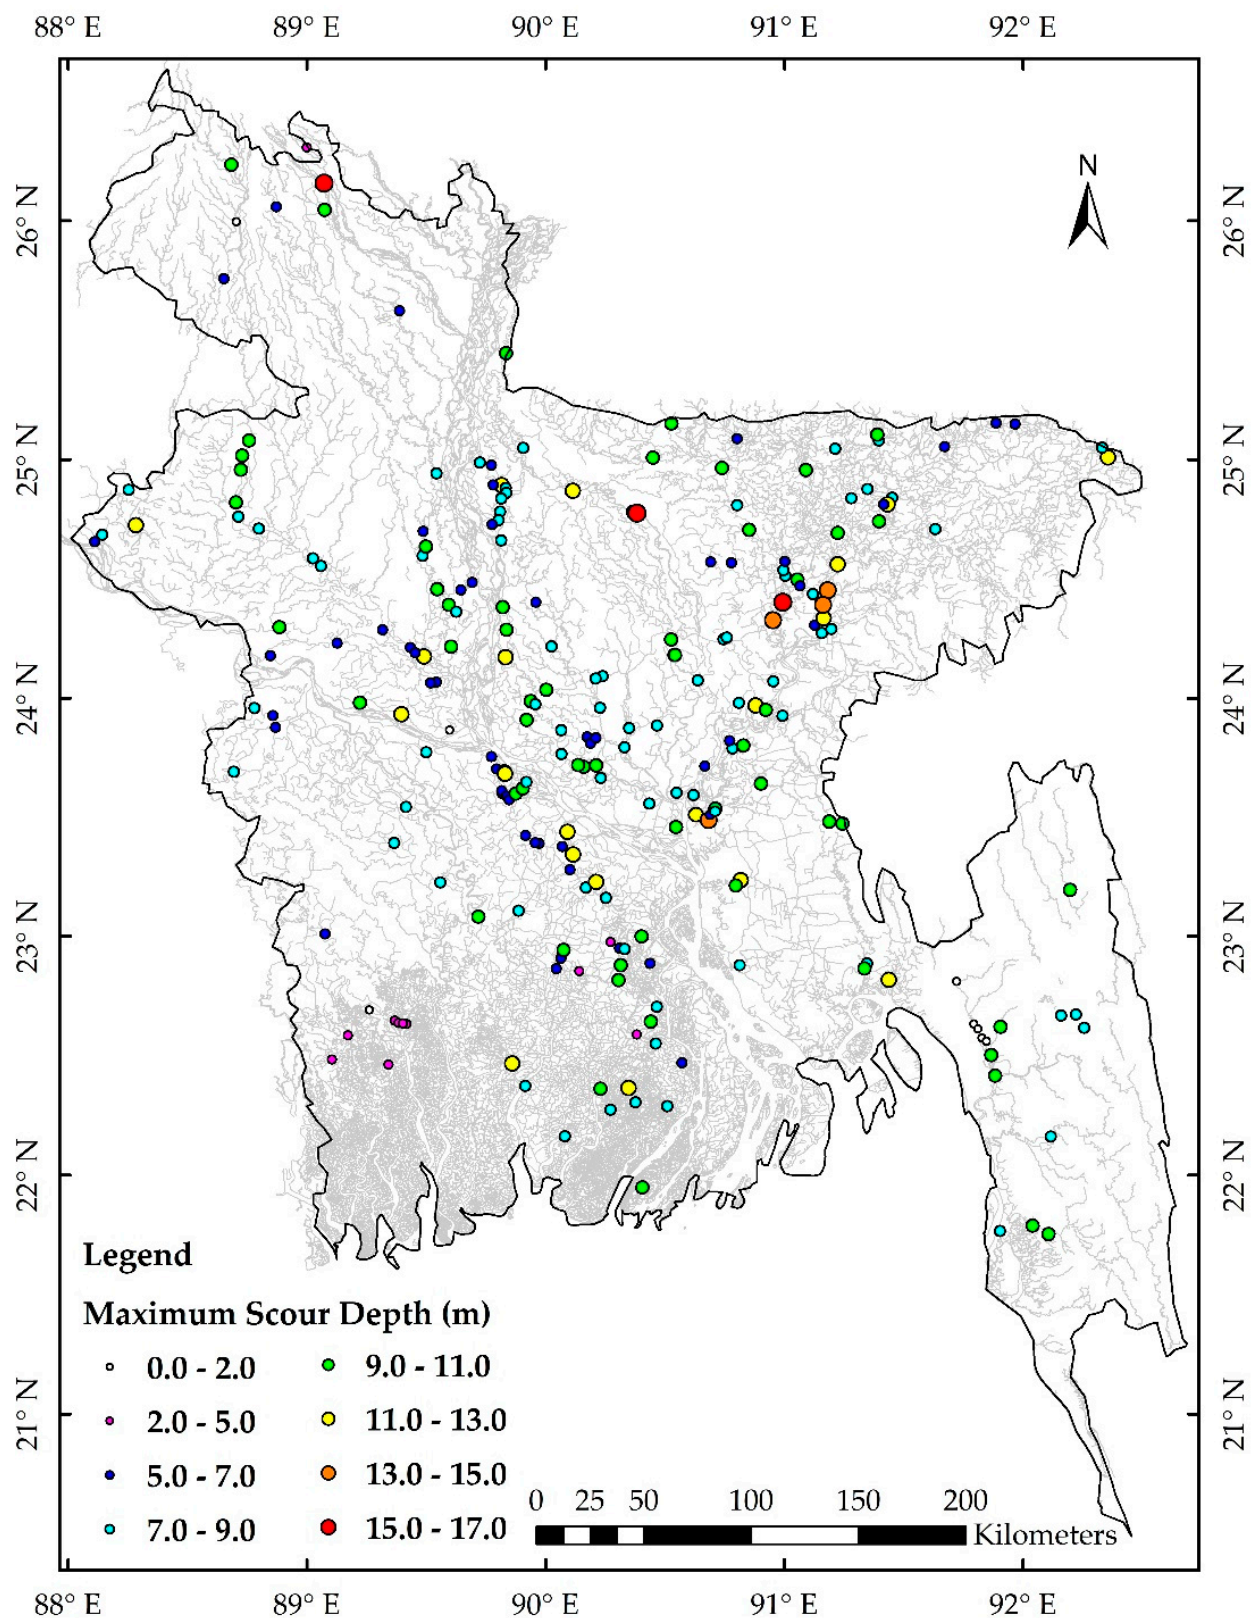 88° E 89° E 90° E 91° E 92° E
N
26° N 26° N
25° N 25° N
24° N 24° N
23° N 23° N
22° N 22° N
21° N 21° N
Legend
Maximum Scour Depth (m)
0.0 - 2.0 9.0 - 11.0
2.0 - 5.0 11.0 - 13.0
5.0 - 7.0 13.0 - 15.0
7.0 - 9.0 15.0 - 17.0
0 25 50 100 150 200
Kilometers
88° E 89° E 90° E 91° E 92° E